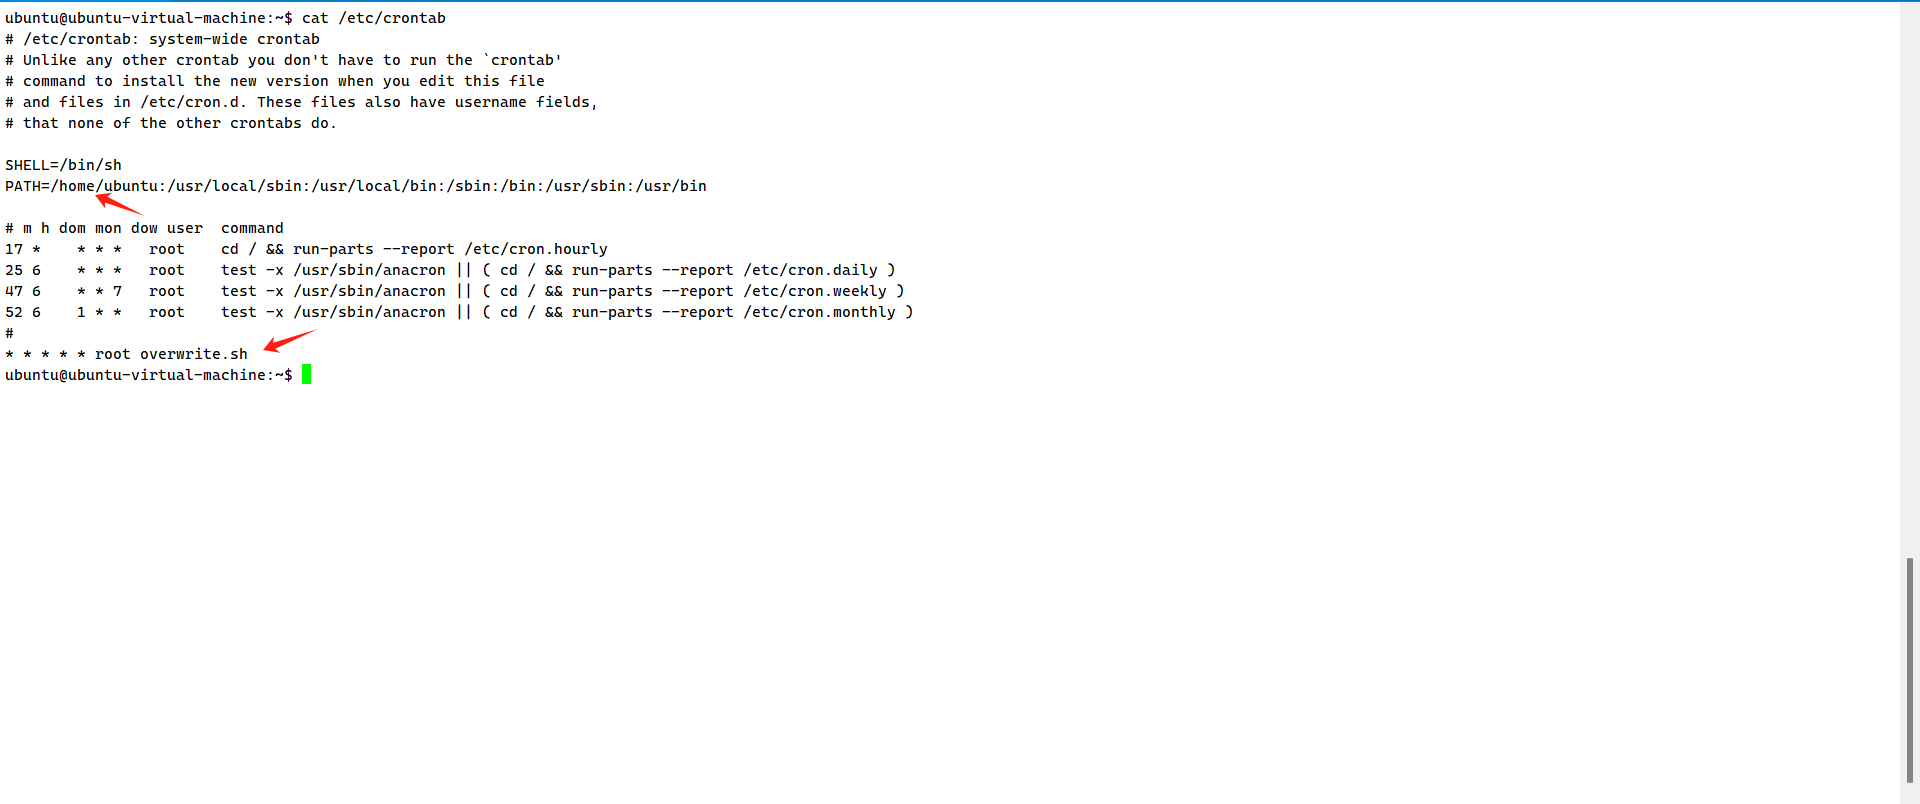 ubuntu@ubuntu-virtual-machine:~$ cat /etc/crontab
# /etc/crontab: system-wide crontab
# Unlike any other crontab you don't have to run the `crontab'
# command to install the new version when you edit this file
# and files in /etc/cron.d. These files also have username fields,
# that none of the other crontabs do.

SHELL=/bin/sh
PATH=/home/ubuntu:/usr/local/sbin:/usr/local/bin:/sbin:/bin:/usr/sbin:/usr/bin

# m h dom mon dow user  command
17 *    * * *   root    cd / && run-parts --report /etc/cron.hourly
25 6    * * *   root    test -x /usr/sbin/anacron || ( cd / && run-parts --report /etc/cron.daily )
47 6    * * 7   root    test -x /usr/sbin/anacron || ( cd / && run-parts --report /etc/cron.weekly )
52 6    1 * *   root    test -x /usr/sbin/anacron || ( cd / && run-parts --report /etc/cron.monthly )
#
* * * * * root overwrite.sh
ubuntu@ubuntu-virtual-machine:~$